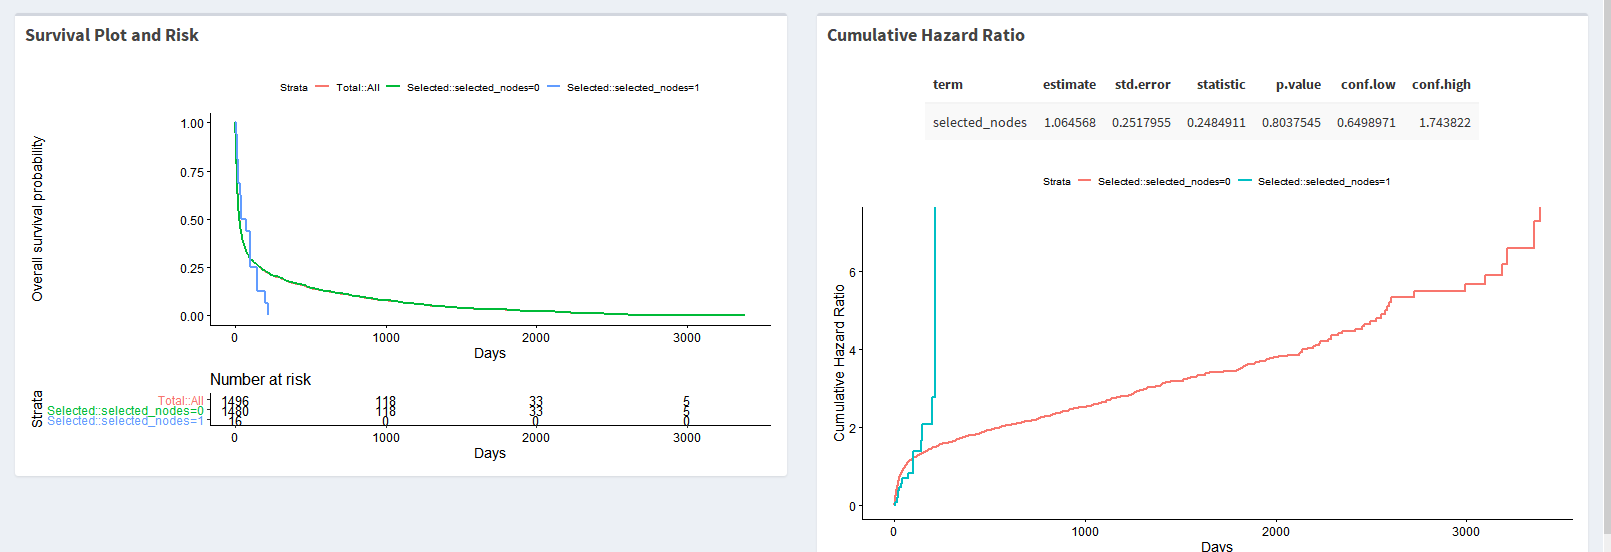 Survival Plot and Risk
Strata Total::All Selected::selected_nodes=0 Selected::selected_nodes=1
Overall survival probability
1.00
0.75
0.50
0.25
0.00
0 1000 2000 3000
Days
Number at risk
Strata
Total::All 1496 118 33 5
Selected::selected_nodes=0 1480 118 33 5
Selected::selected_nodes=1 16 0 0 0
0 1000 2000 3000
Days
Cumulative Hazard Ratio
term estimate std.error statistic p.value conf.low conf.high
selected_nodes 1.064568 0.2517955 0.2484911 0.8037545 0.6498971 1.743822
Strata Selected::selected_nodes=0 Selected::selected_nodes=1
Cumulative Hazard Ratio
6
4
2
0
0 1000 2000 3000
Days